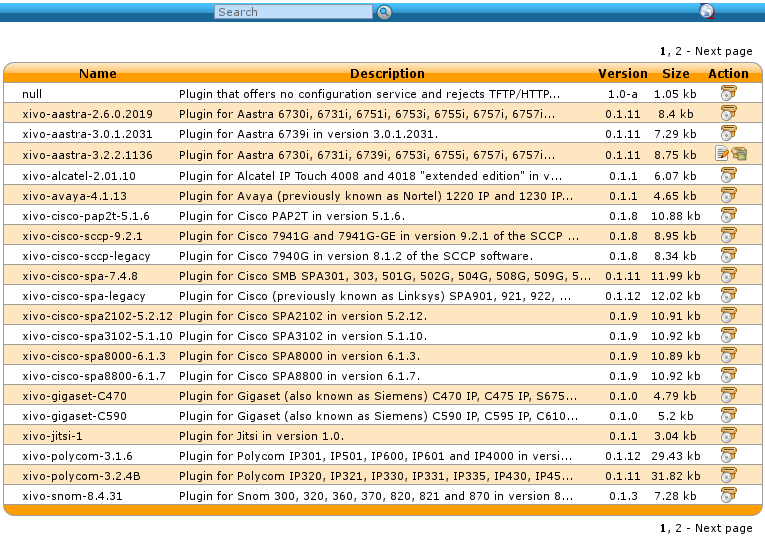 Search
1, 2 - Next page
Name Description Version Size Action
null Plugin that offers no configuration service and rejects TFTP/HTTP... 1.0-a 1.05 kb
xivo-aastra-2.6.0.2019 Plugin for Aastra 6730i, 6731i, 6751i, 6753i, 6755i, 6757i, 6757i... 0.1.11 8.4 kb
xivo-aastra-3.0.1.2031 Plugin for Aastra 6739i in version 3.0.1.2031. 0.1.11 7.29 kb
xivo-aastra-3.2.2.1136 Plugin for Aastra 6730i, 6731i, 6739i, 6753i, 6755i, 6757i, 6757i... 0.1.11 8.75 kb
xivo-alcatel-2.01.10 Plugin for Alcatel IP Touch 4008 and 4018 "extended edition" in v... 0.1.1 6.07 kb
xivo-avaya-4.1.13 Plugin for Avaya (previously known as Nortel) 1220 IP and 1230 IP... 0.1.1 4.65 kb
xivo-cisco-pap2t-5.1.6 Plugin for Cisco PAP2T in version 5.1.6. 0.1.8 10.88 kb
xivo-cisco-sccp-9.2.1 Plugin for Cisco 7941G and 7941G-GE in version 9.2.1 of the SCCP ... 0.1.8 8.95 kb
xivo-cisco-sccp-legacy Plugin for Cisco 7940G in version 8.1.2 of the SCCP software. 0.1.8 8.34 kb
xivo-cisco-spa-7.4.8 Plugin for Cisco SMB SPA301, 303, 501G, 502G, 504G, 508G, 509G, 5... 0.1.11 11.99 kb
xivo-cisco-spa-legacy Plugin for Cisco (previously known as Linksys) SPA901, 921, 922, ... 0.1.12 12.02 kb
xivo-cisco-spa2102-5.2.12 Plugin for Cisco SPA2102 in version 5.2.12. 0.1.9 10.91 kb
xivo-cisco-spa3102-5.1.10 Plugin for Cisco SPA3102 in version 5.1.10. 0.1.9 10.92 kb
xivo-cisco-spa8000-6.1.3 Plugin for Cisco SPA8000 in version 6.1.3. 0.1.9 10.89 kb
xivo-cisco-spa8800-6.1.7 Plugin for Cisco SPA8800 in version 6.1.7. 0.1.9 10.92 kb
xivo-gigaset-C470 Plugin for Gigaset (also known as Siemens) C470 IP, C475 IP, S675... 0.1.0 4.79 kb
xivo-gigaset-C590 Plugin for Gigaset (also known as Siemens) C590 IP, C595 IP, C610... 0.1.0 5.2 kb
xivo-jitsi-1 Plugin for Jitsi in version 1.0. 0.1.1 3.04 kb
xivo-polycom-3.1.6 Plugin for Polycom IP301, IP501, IP600, IP601 and IP4000 in versi... 0.1.12 29.43 kb
xivo-polycom-3.2.4B Plugin for Polycom IP320, IP321, IP330, IP331, IP335, IP430, IP45... 0.1.11 31.82 kb
xivo-snom-8.4.31 Plugin for Snom 300, 320, 360, 370, 820, 821 and 870 in version 8... 0.1.3 7.28 kb
1, 2 - Next page